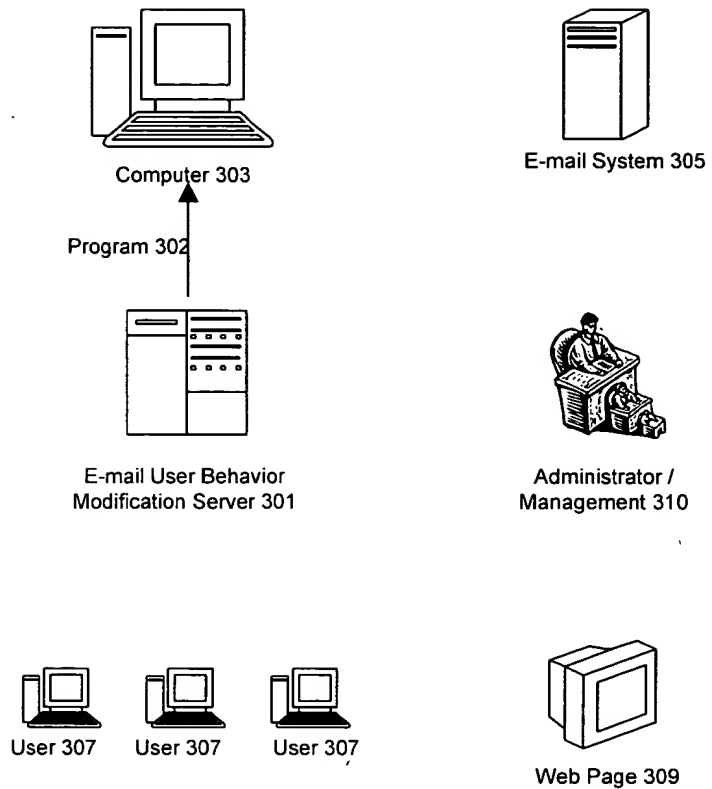 Computer 303
E-mail System 305
Program 302
E-mail User Behavior
Modification Server 301
Administrator /
Management 310
User 307
User 307
User 307
Web Page 309